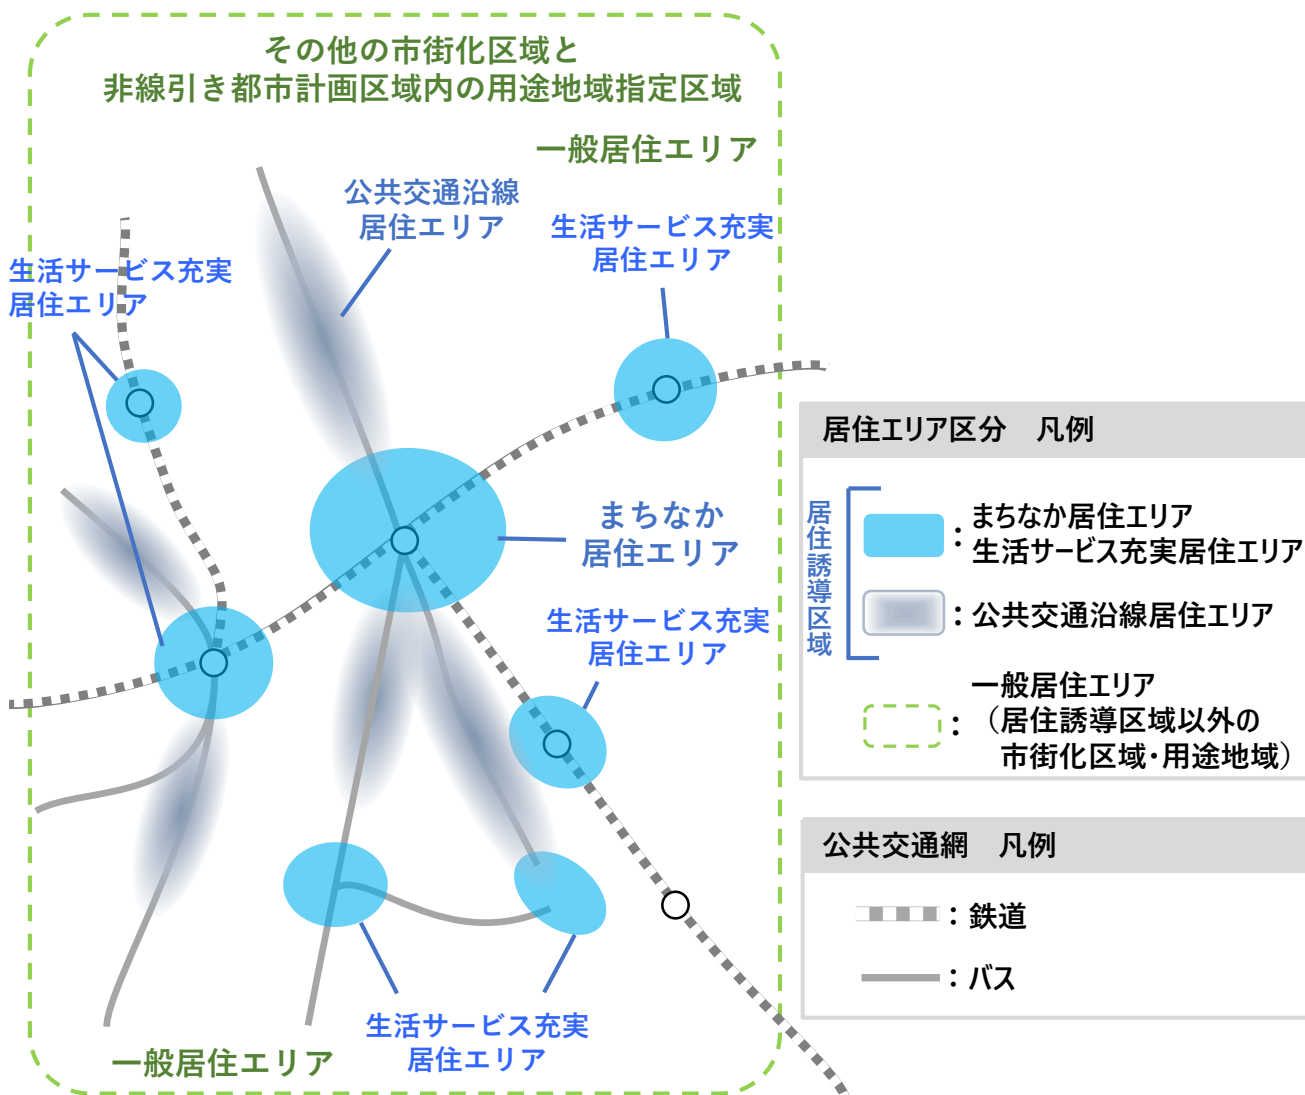 その他の市街化区域と
非線引き都市計画区域内の用途地域指定区域
一般居住エリア
公共交通沿線
居住エリア
生活サービス充実
居住エリア
生活サービス充実
居住エリア
まちなか
居住エリア
生活サービス充実
居住エリア
生活サービス充実
居住エリア
一般居住エリア
居住エリア区分　凡例
居住誘導区域
：まちなか居住エリア
生活サービス充実居住エリア
：公共交通沿線居住エリア
一般居住エリア
：（居住誘導区域以外の
市街化区域・用途地域）
公共交通網　凡例
：鉄道
：バス